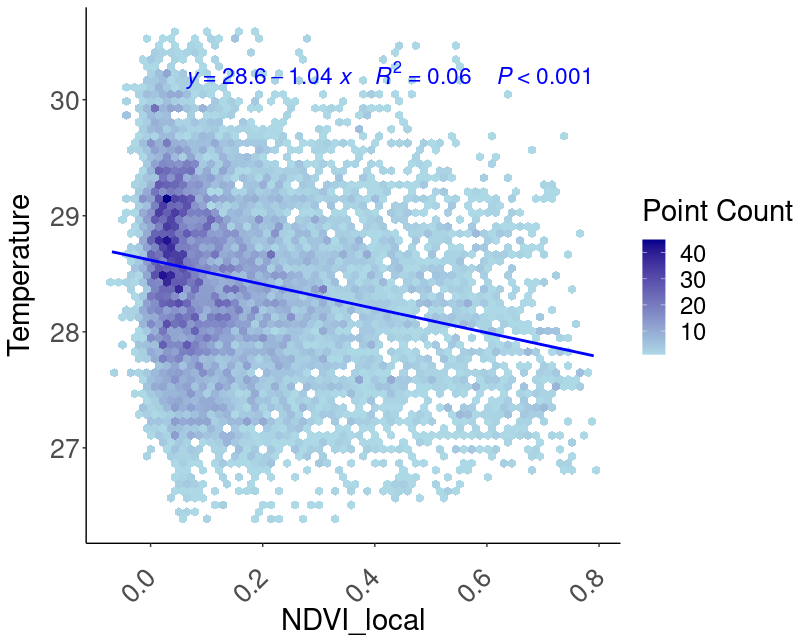 y = 28.6 − 1.04 x R² = 0.06 P < 0.001
30
29
28
27
Temperature
0.0 0.2 0.4 0.6 0.8
NDVI_local
Point Count
40
30
20
10